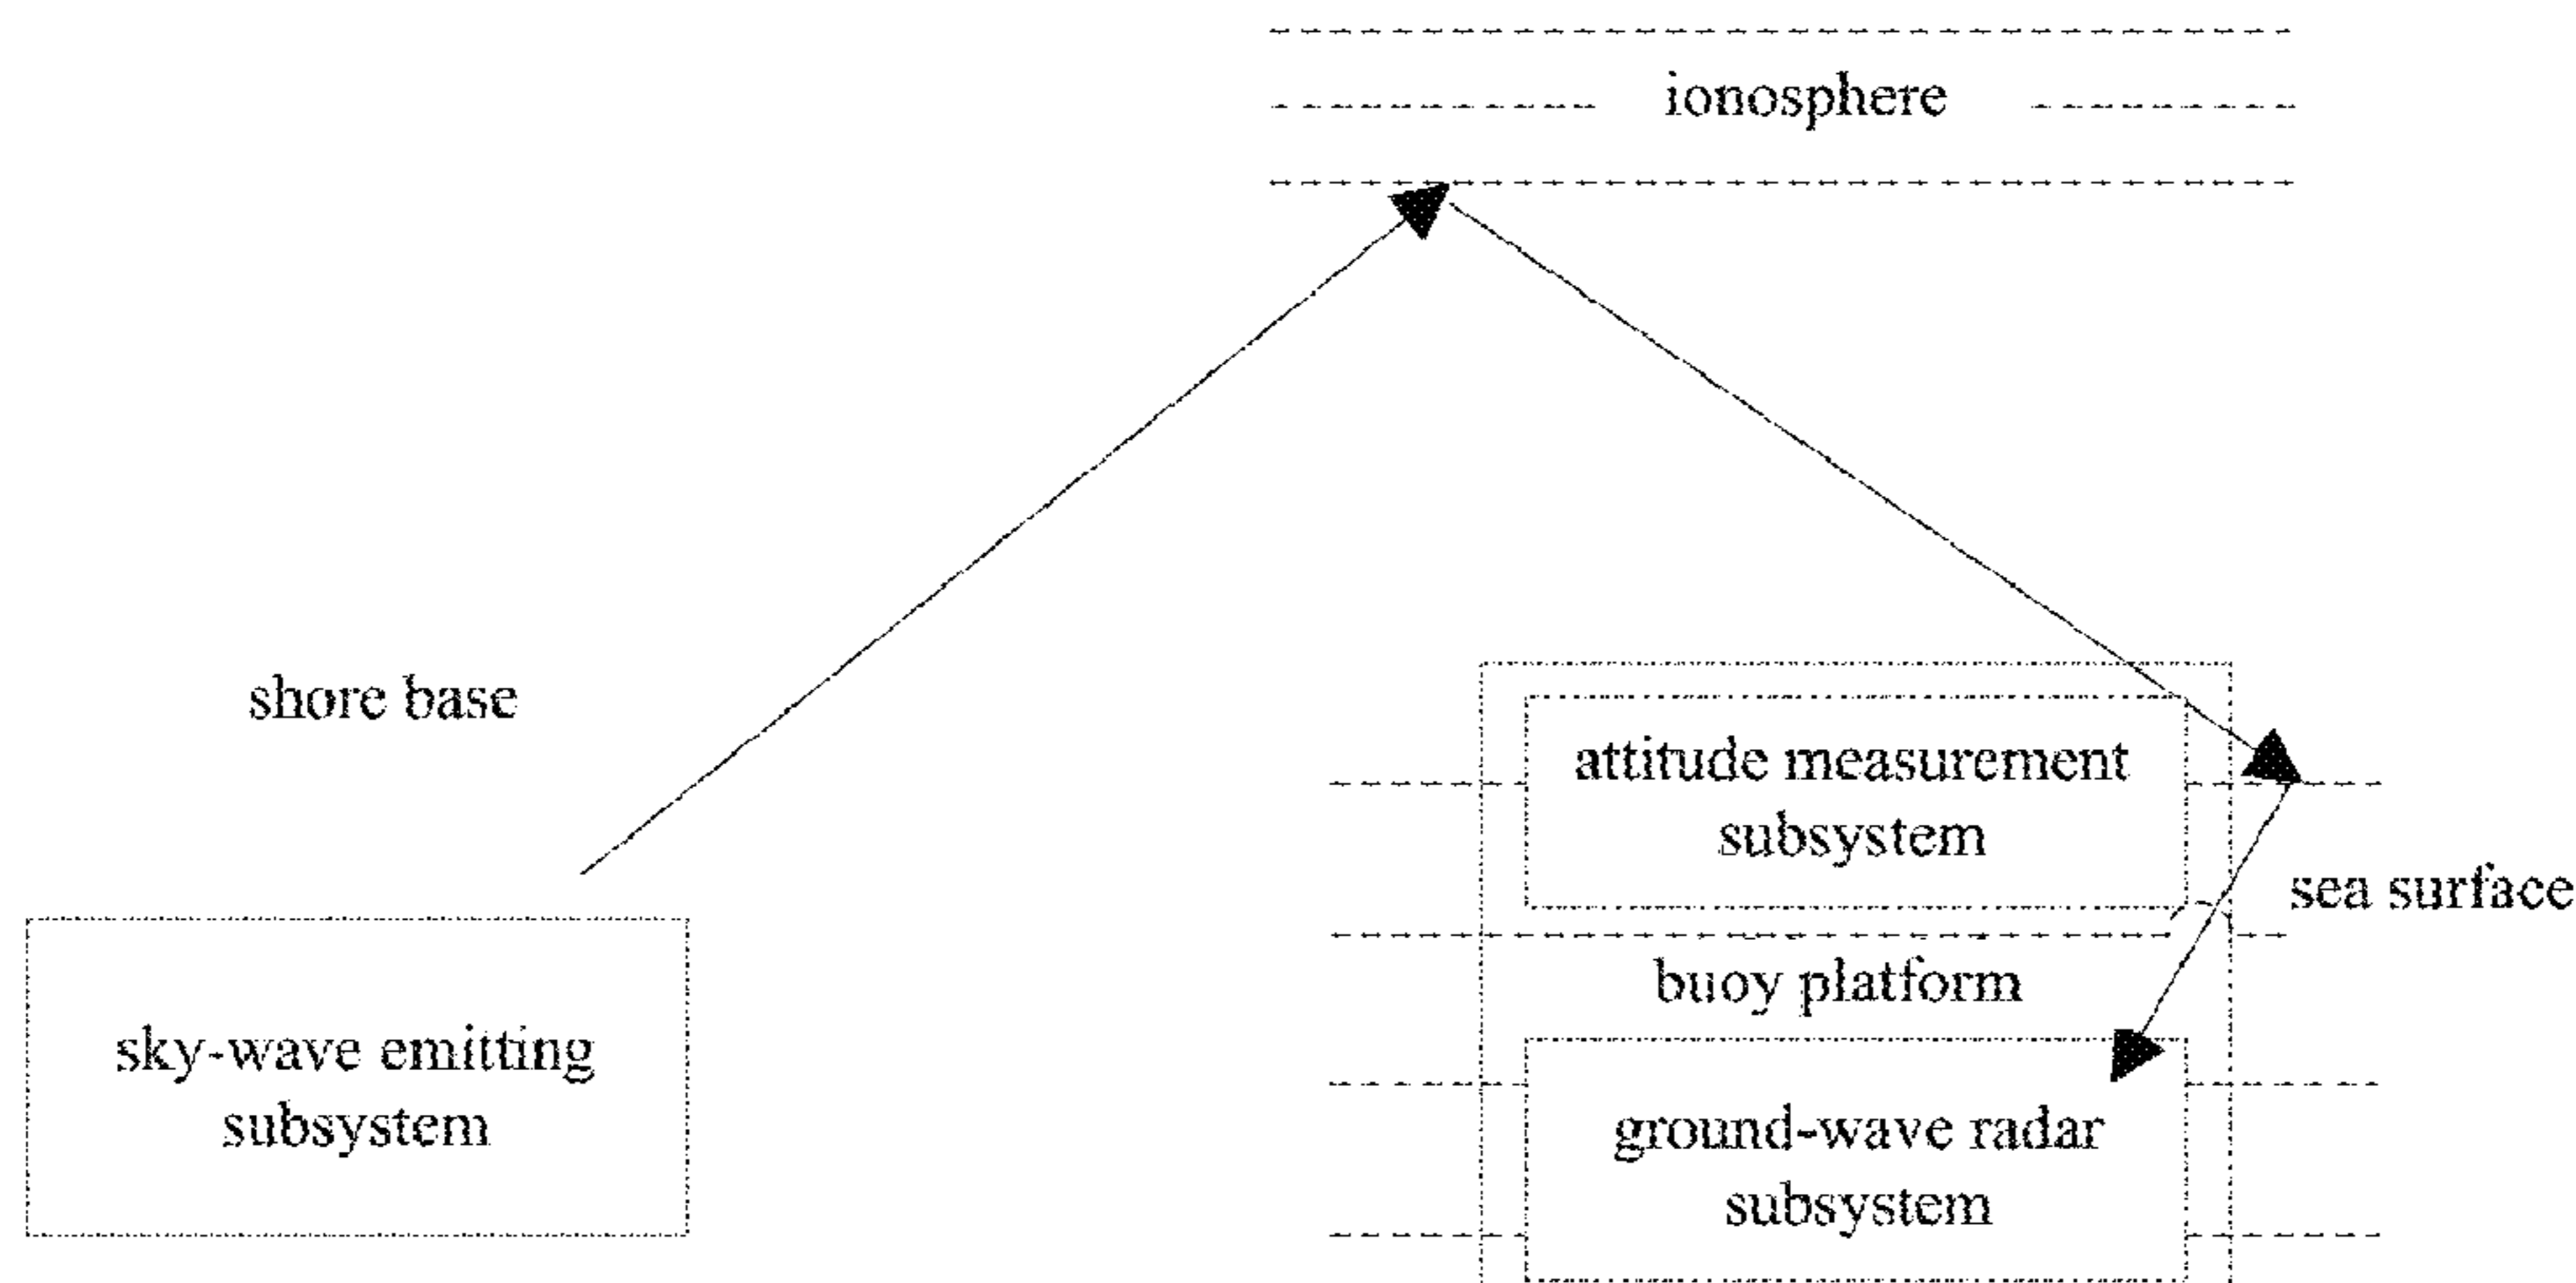 ionosphere
shore base
attitude measurement
subsystem
sea surface
buoy platform
sky-wave emitting
subsystem
ground-wave radar
subsystem